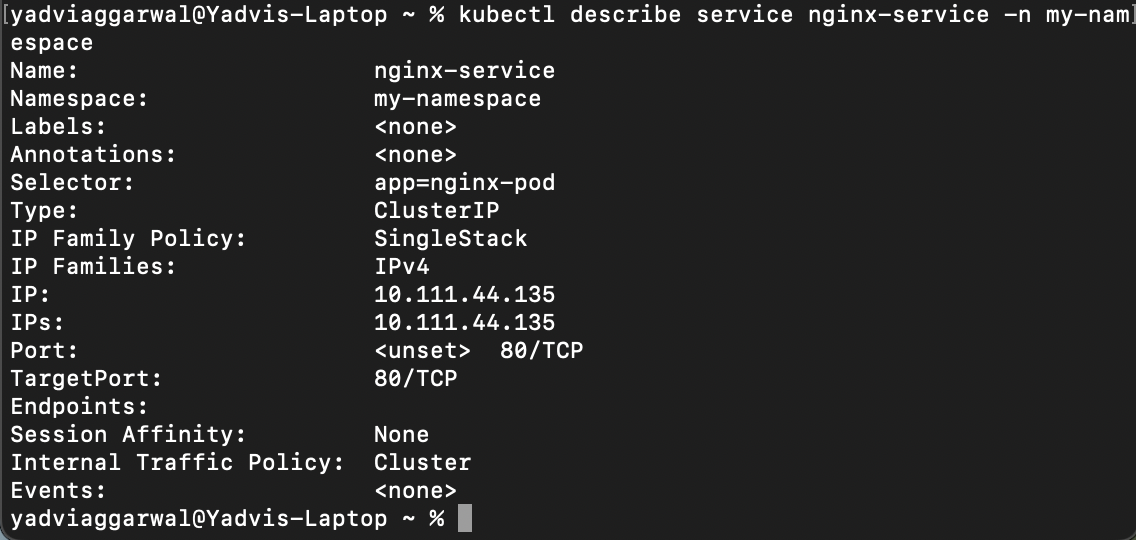 [yadviaggarwal@Yadvis-Laptop ~ % kubectl describe service nginx-service -n my-nam]
espace
Name:                     nginx-service
Namespace:                my-namespace
Labels:                   <none>
Annotations:              <none>
Selector:                 app=nginx-pod
Type:                     ClusterIP
IP Family Policy:         SingleStack
IP Families:              IPv4
IP:                       10.111.44.135
IPs:                      10.111.44.135
Port:                     <unset>  80/TCP
TargetPort:               80/TCP
Endpoints:
Session Affinity:         None
Internal Traffic Policy:  Cluster
Events:                   <none>
yadviaggarwal@Yadvis-Laptop ~ %